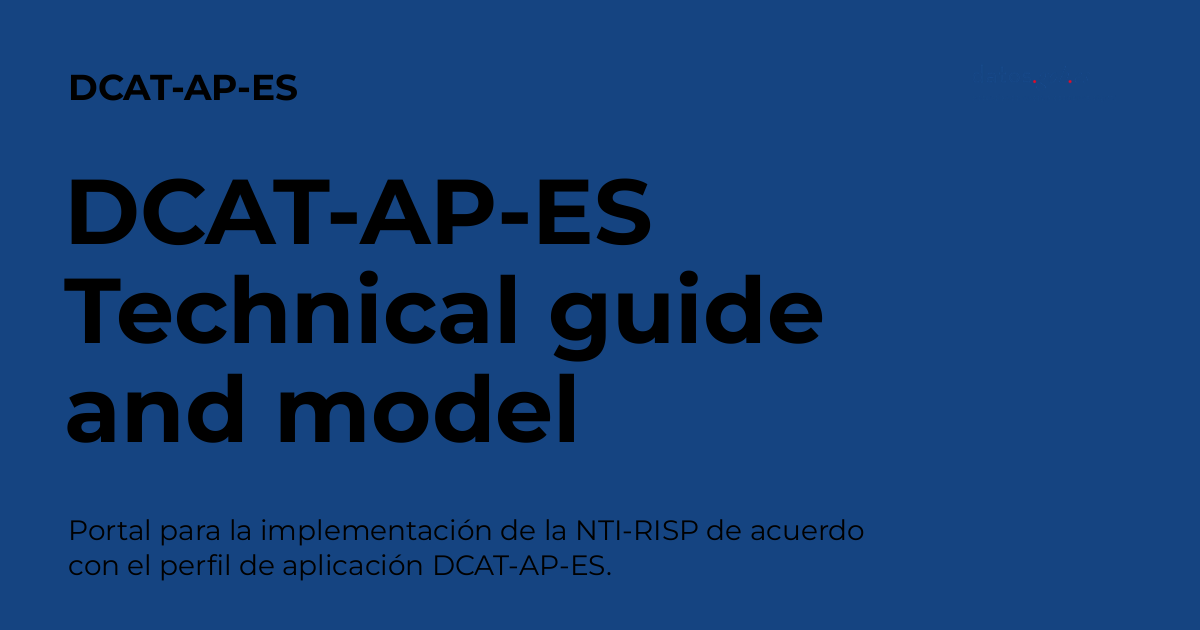 DCAT-AP-ES
DCAT-AP-ES
Technical guide
and model
Portal para la implementación de la NTI-RISP de acuerdo
con el perfil de aplicación DCAT-AP-ES.